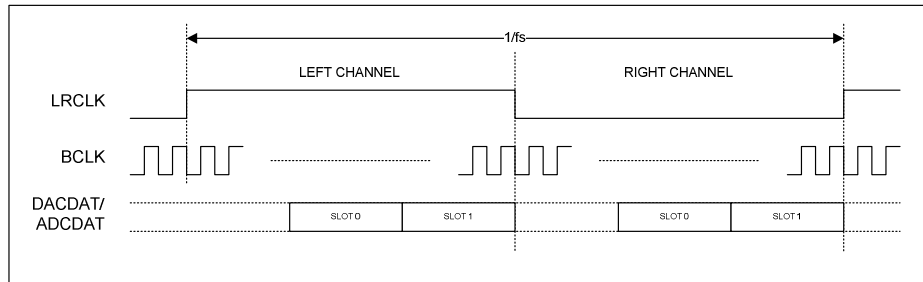 1/fs
LEFT CHANNEL
RIGHT CHANNEL
LRCLK
BCLK
DACDAT/
ADCDAT
SLOT 0
SLOT 1
SLOT 0
SLOT 1